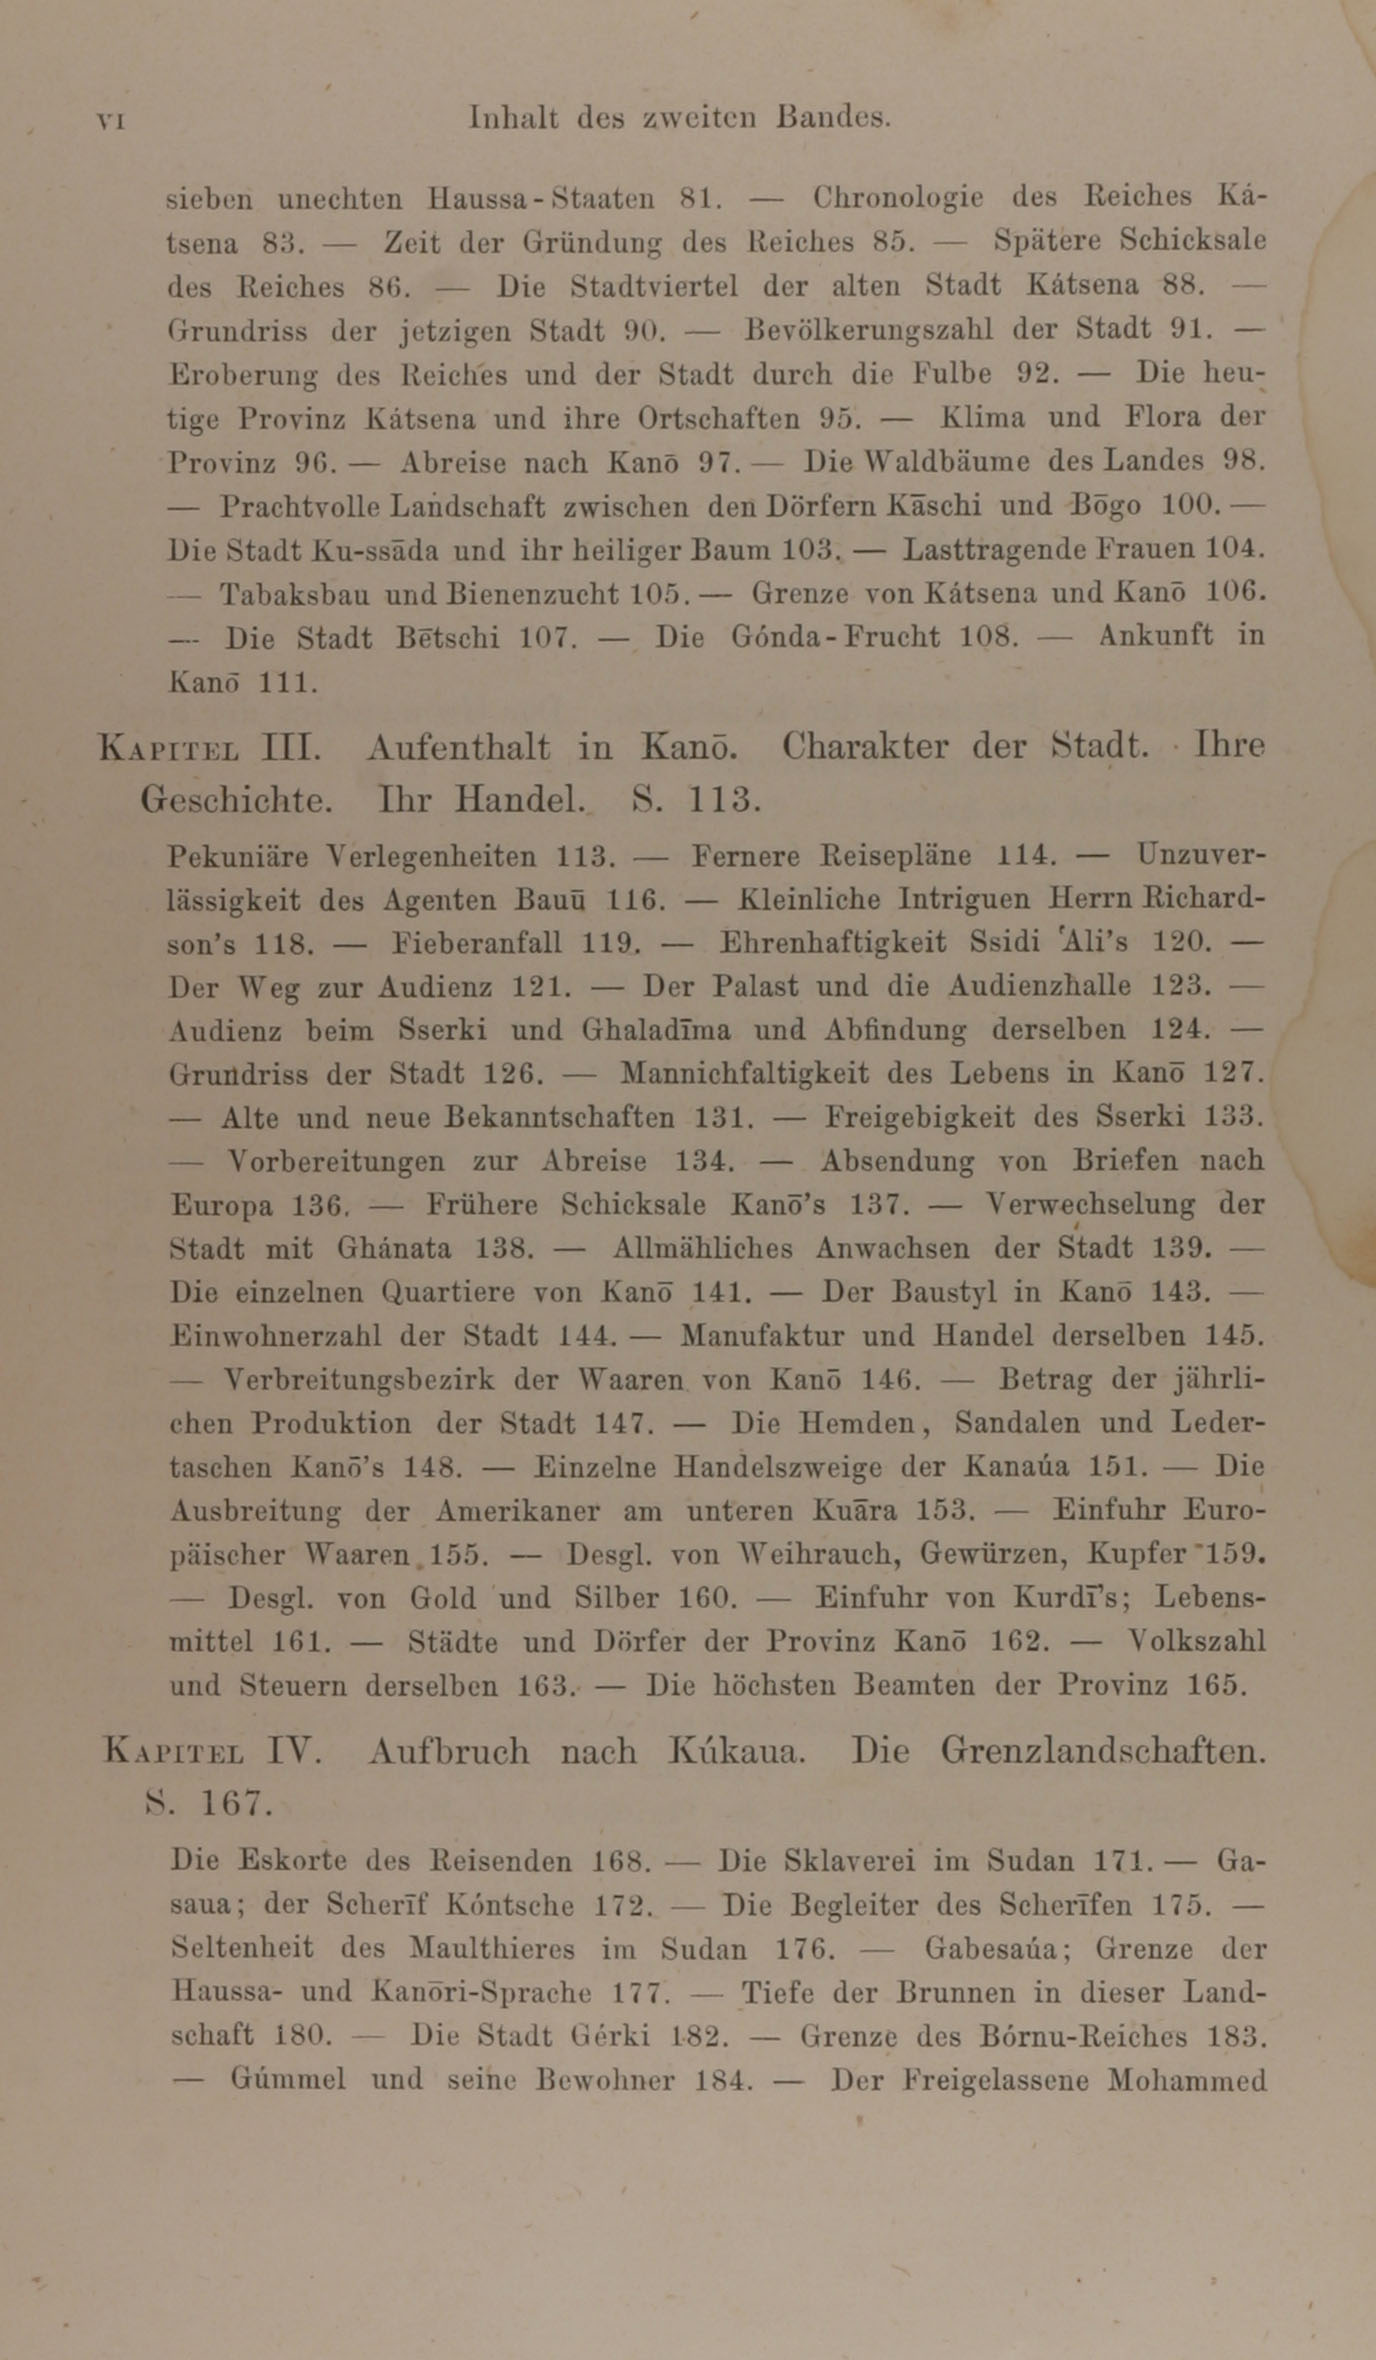 VI Inhalt des zweiten Bandes.
sieben unechten Haussa-Staaten 81. — Chronologie des Reiches Ká-
tsena 83. — Zeit der Gründung des Reiches 85. — Spätere Schicksale
des Reiches 86. — Die Stadtviertel der alten Stadt Kátsena 88. —
Grundriss der jetzigen Stadt 90. — Bevölkerungszahl der Stadt 91. —
Eroberung des Reiches und der Stadt durch die Fulbe 92. — Die heu-
tige Provinz Kátsena und ihre Ortschaften 95. — Klima und Flora der
Provinz 96. — Abreise nach Kanō 97. — Die Waldbäume des Landes 98.
— Prachtvolle Landschaft zwischen den Dörfern Kāschi und Bōgo 100. —
Die Stadt Ku-ssāda und ihr heiliger Baum 103. — Lasttragende Frauen 104.
— Tabaksbau und Bienenzucht 105. — Grenze von Kátsena und Kanō 106.
— Die Stadt Bētschi 107. — Die Gónda-Frucht 108. — Ankunft in
Kanō 111.
KAPITEL III. Aufenthalt in Kanō. Charakter der Stadt. Ihre
Geschichte. Ihr Handel. S. 113.
Pekuniäre Verlegenheiten 113. — Fernere Reisepläne 114. — Unzuver-
lässigkeit des Agenten Bauū 116. — Kleinliche Intriguen Herrn Richard-
son's 118. — Fieberanfall 119. — Ehrenhaftigkeit Ssidi ʿAli's 120. —
Der Weg zur Audienz 121. — Der Palast und die Audienzhalle 123. —
Audienz beim Sserki und Ghaladīma und Abfindung derselben 124. —
Grundriss der Stadt 126. — Mannichfaltigkeit des Lebens in Kanō 127.
— Alte und neue Bekanntschaften 131. — Freigebigkeit des Sserki 133.
— Vorbereitungen zur Abreise 134. — Absendung von Briefen nach
Europa 136. — Frühere Schicksale Kanō's 137. — Verwechselung der
Stadt mit Ghánata 138. — Allmähliches Anwachsen der Stadt 139. —
Die einzelnen Quartiere von Kanō 141. — Der Baustyl in Kanō 143. —
Einwohnerzahl der Stadt 144. — Manufaktur und Handel derselben 145.
— Verbreitungsbezirk der Waaren von Kanō 146. — Betrag der jährli-
chen Produktion der Stadt 147. — Die Hemden, Sandalen und Leder-
taschen Kanō's 148. — Einzelne Handelszweige der Kanaúa 151. — Die
Ausbreitung der Amerikaner am unteren Kuāra 153. — Einfuhr Euro-
päischer Waaren 155. — Desgl. von Weihrauch, Gewürzen, Kupfer 159.
— Desgl. von Gold und Silber 160. — Einfuhr von Kurdī's; Lebens-
mittel 161. — Städte und Dörfer der Provinz Kanō 162. — Volkszahl
und Steuern derselben 163. — Die höchsten Beamten der Provinz 165.
KAPITEL IV. Aufbruch nach Kúkaua. Die Grenzlandschaften.
S. 167.
Die Eskorte des Reisenden 168. — Die Sklaverei im Sudan 171. — Ga-
saua; der Scherīf Kóntsche 172. — Die Begleiter des Scherīfen 175. —
Seltenheit des Maulthieres im Sudan 176. — Gabesaúa; Grenze der
Haussa- und Kanōri-Sprache 177. — Tiefe der Brunnen in dieser Land-
schaft 180. — Die Stadt Gérki 182. — Grenze des Bórnu-Reiches 183.
— Gúmmel und seine Bewohner 184. — Der Freigelassene Mohammed